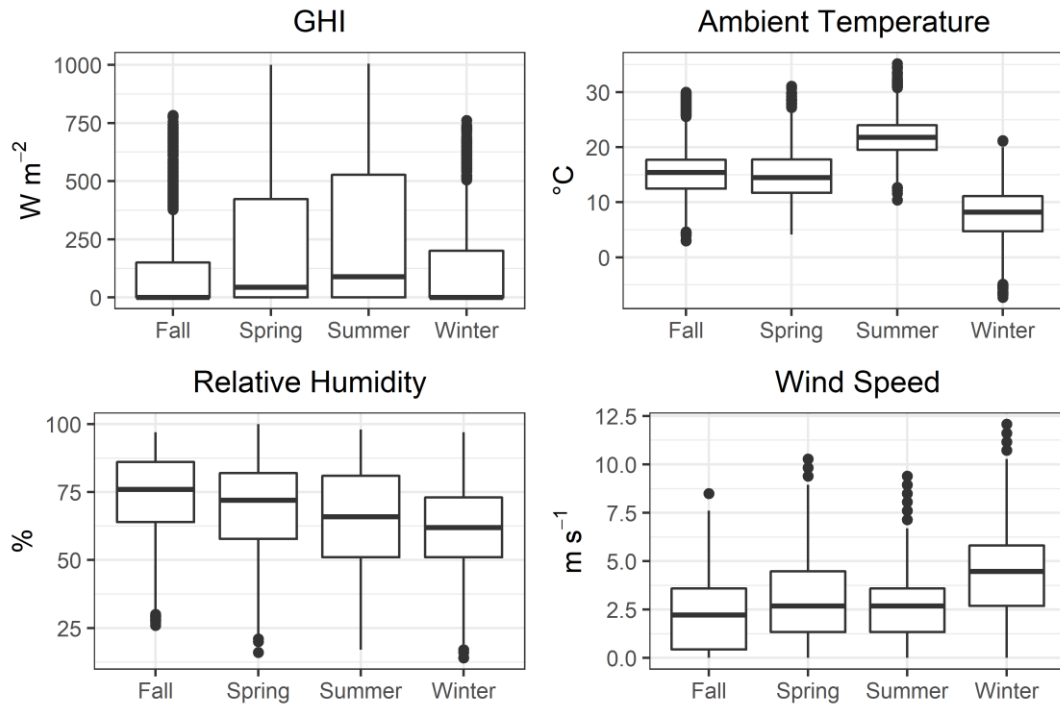 GHI
W m⁻²
1000
750
500
250
0
Fall Spring Summer Winter
Ambient Temperature
°C
30
20
10
0
Fall Spring Summer Winter
Relative Humidity
%
100
75
50
25
Fall Spring Summer Winter
Wind Speed
m s⁻¹
12.5
10.0
7.5
5.0
2.5
0.0
Fall Spring Summer Winter